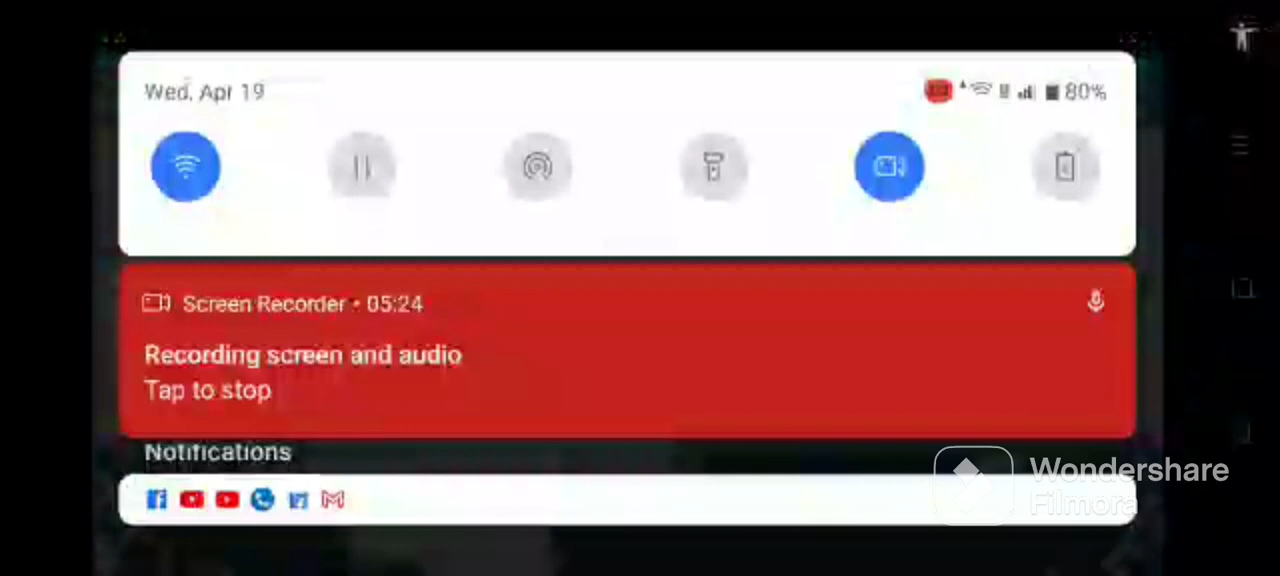 Wed, Apr 19
80%
Screen Recorder • 05:24
Recording screen and audio
Tap to stop
Notifications
Wondershare
Filmora